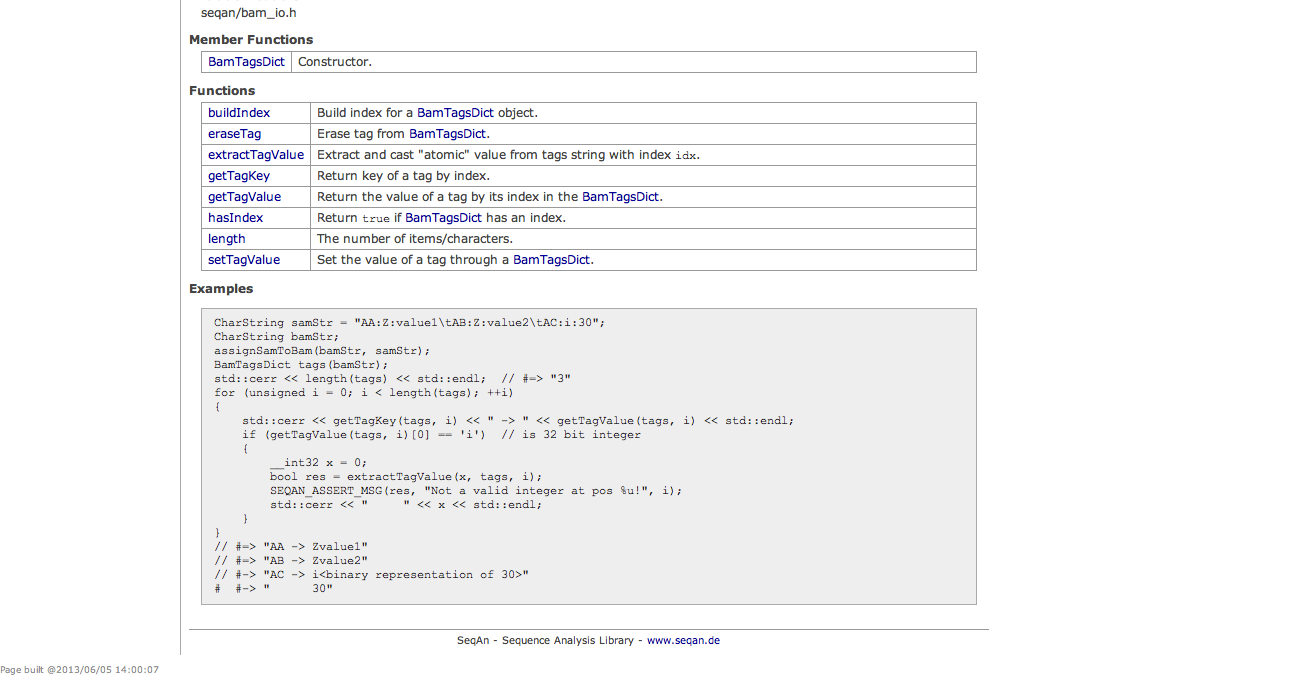 seqan/bam_io.h
Member Functions
BamTagsDict Constructor.
Functions
buildIndex Build index for a BamTagsDict object.
eraseTag Erase tag from BamTagsDict.
extractTagValue Extract and cast "atomic" value from tags string with index idx.
getTagKey Return key of a tag by index.
getTagValue Return the value of a tag by its index in the BamTagsDict.
hasIndex Return true if BamTagsDict has an index.
length The number of items/characters.
setTagValue Set the value of a tag through a BamTagsDict.
Examples
CharString samStr = "AA:Z:value1\tAB:Z:value2\tAC:i:30";
CharString bamStr;
assignSamToBam(bamStr, samStr);
BamTagsDict tags(bamStr);
std::cerr << length(tags) << std::endl;  // #=> "3"
for (unsigned i = 0; i < length(tags); ++i)
{
    std::cerr << getTagKey(tags, i) << " -> " << getTagValue(tags, i) << std::endl;
    if (getTagValue(tags, i)[0] == 'i')  // is 32 bit integer
    {
        __int32 x = 0;
        bool res = extractTagValue(x, tags, i);
        SEQAN_ASSERT_MSG(res, "Not a valid integer at pos %u!", i);
        std::cerr << "     " << x << std::endl;
    }
}
// #=> "AA -> Zvalue1"
// #=> "AB -> Zvalue2"
// #-> "AC -> i<binary representation of 30>"
#  #-> "      30"
SeqAn - Sequence Analysis Library - www.seqan.de
Page built @2013/06/05 14:00:07